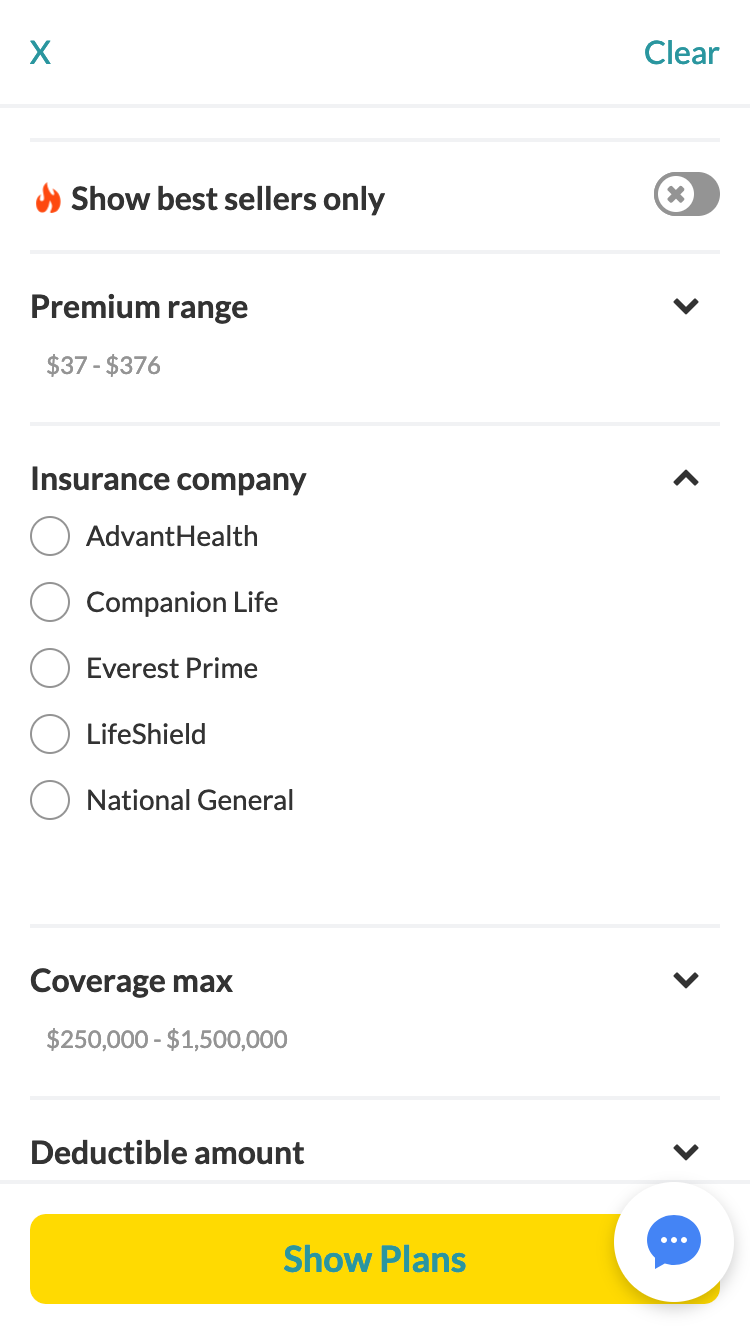 X
Clear
Show best sellers only
Premium range
$37 - $376
Insurance company
AdvantHealth
Companion Life
Everest Prime
LifeShield
National General
Coverage max
$250,000 - $1,500,000
Deductible amount
Show Plans